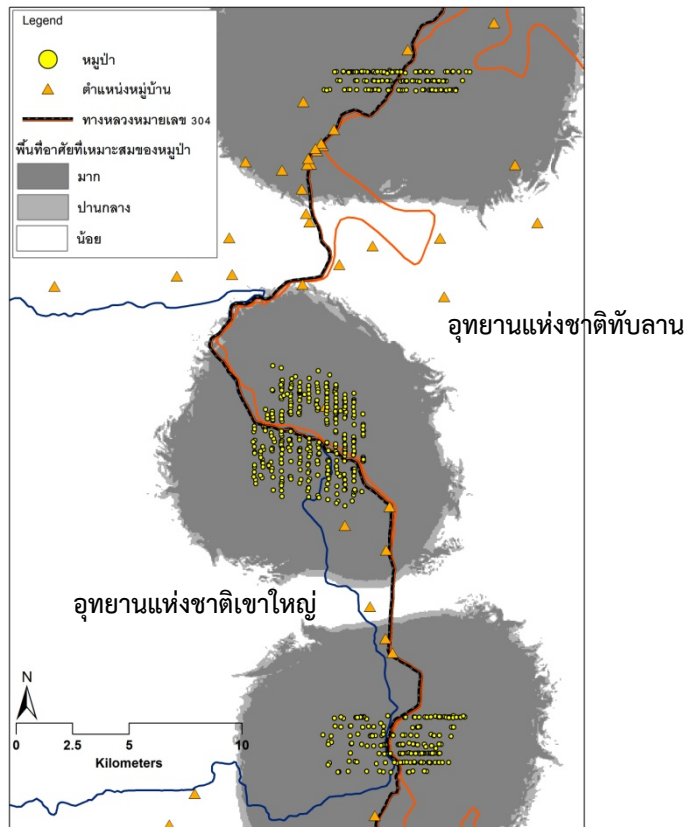 Legend
หมูป่า
ตำแหน่งหมู่บ้าน
ทางหลวงหมายเลข 304
พื้นที่อาศัยที่เหมาะสมของหมูป่า
มาก
ปานกลาง
น้อย
อุทยานแห่งชาติทับลาน
อุทยานแห่งชาติเขาใหญ่
N
0 2.5 5 10
Kilometers